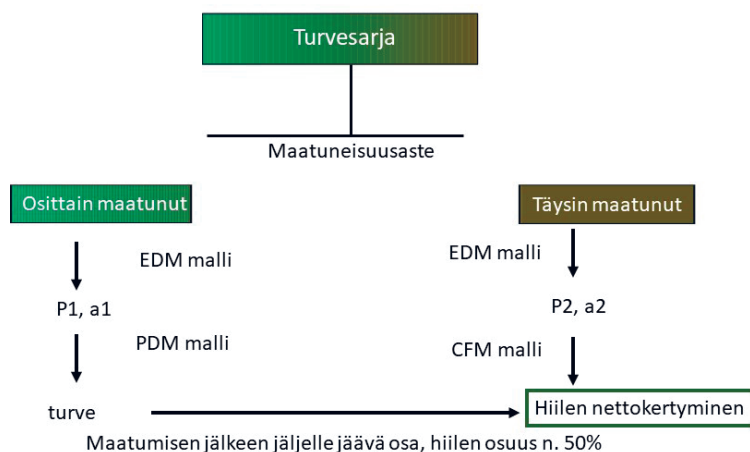 Turvesarja
Maatuneisuusaste
Osittain maatunut
Täysin maatunut
EDM malli
EDM malli
P1, a1
P2, a2
PDM malli
CFM malli
turve
Hiilen nettokertyminen
Maatumisen jälkeen jäljelle jäävä osa, hiilen osuus n. 50%